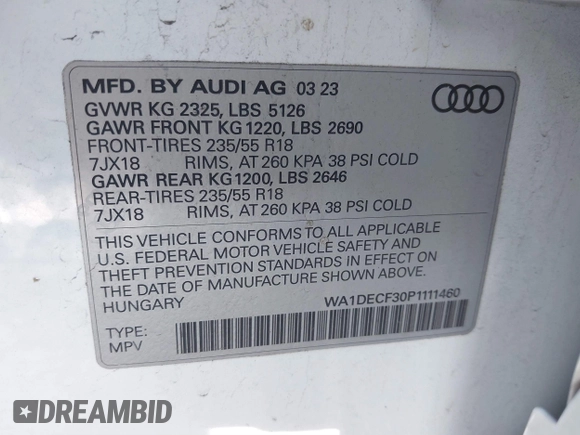 MFD. BY AUDI AG 03 23
GVWR KG 2325, LBS 5126
GAWR FRONT KG 1220, LBS 2690
FRONT-TIRES 235/55 R18
7JX18 RIMS, AT 260 KPA 38 PSI COLD
GAWR REAR KG 1200, LBS 2646
REAR-TIRES 235/55 R18
7JX18 RIMS, AT 260 KPA 38 PSI COLD
THIS VEHICLE CONFORMS TO ALL APPLICABLE
U.S. FEDERAL MOTOR VEHICLE SAFETY AND
THEFT PREVENTION STANDARDS IN EFFECT ON
THE DATE OF MANUFACTURE SHOWN ABOVE.
HUNGARY WA1DECF30P1111460
TYPE:
MPV
DREAMBID